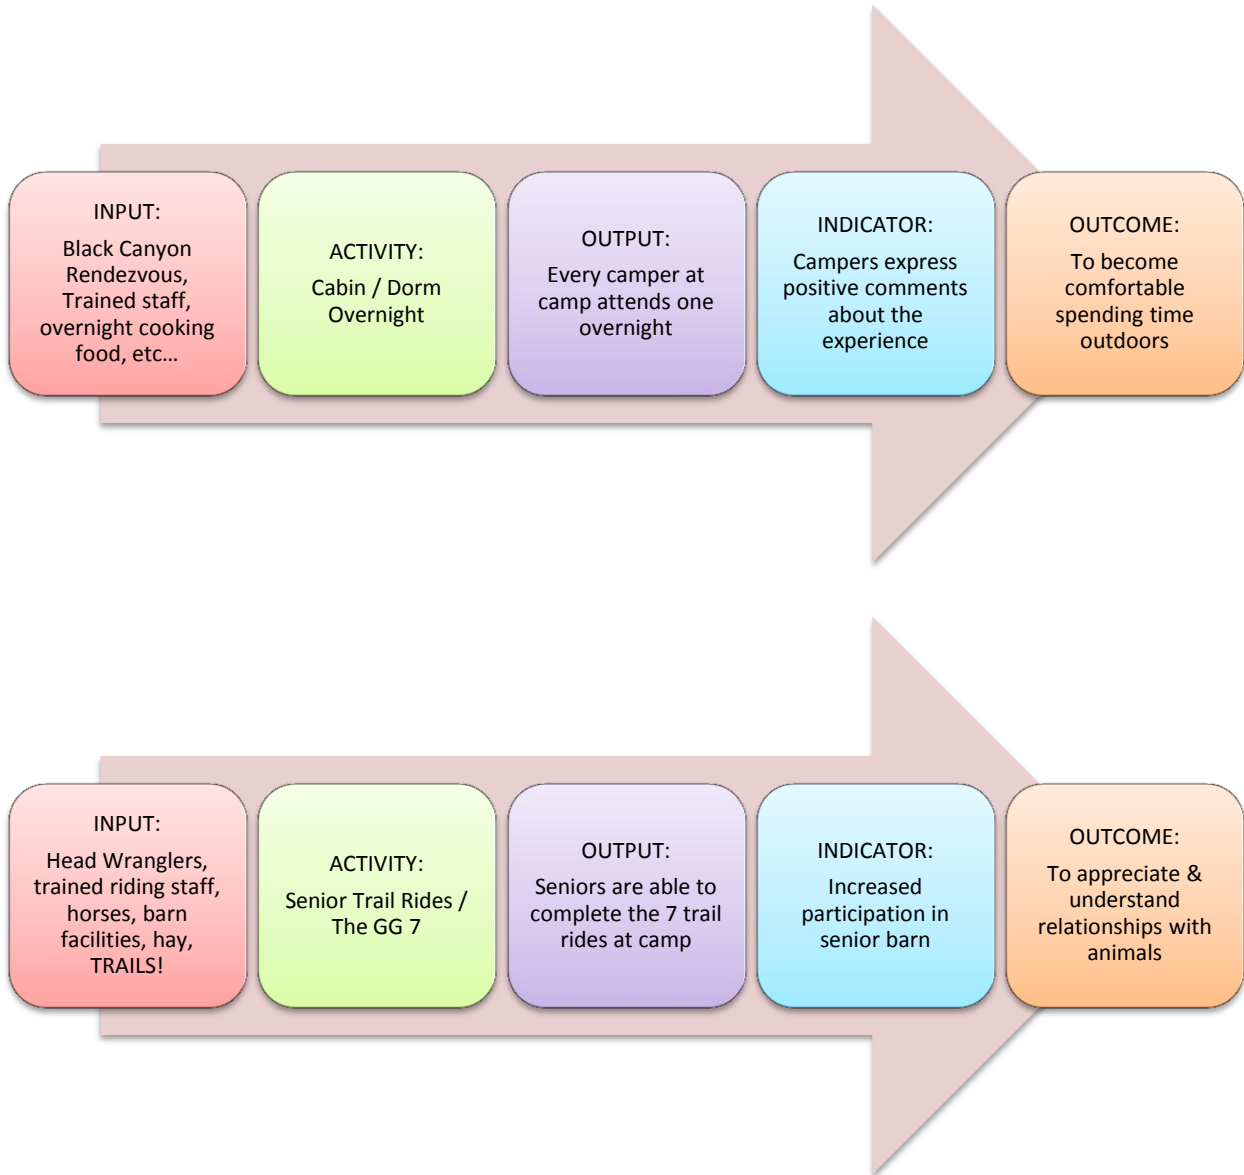 INPUT:
Black Canyon
Rendezvous,
Trained staff,
overnight cooking
food, etc…
ACTIVITY:
Cabin / Dorm
Overnight
OUTPUT:
Every camper at
camp attends one
overnight
INDICATOR:
Campers express
positive comments
about the
experience
OUTCOME:
To become
comfortable
spending time
outdoors
INPUT:
Head Wranglers,
trained riding staff,
horses, barn
facilities, hay,
TRAILS!
ACTIVITY:
Senior Trail Rides /
The GG 7
OUTPUT:
Seniors are able to
complete the 7 trail
rides at camp
INDICATOR:
Increased
participation in
senior barn
OUTCOME:
To appreciate &
understand
relationships with
animals